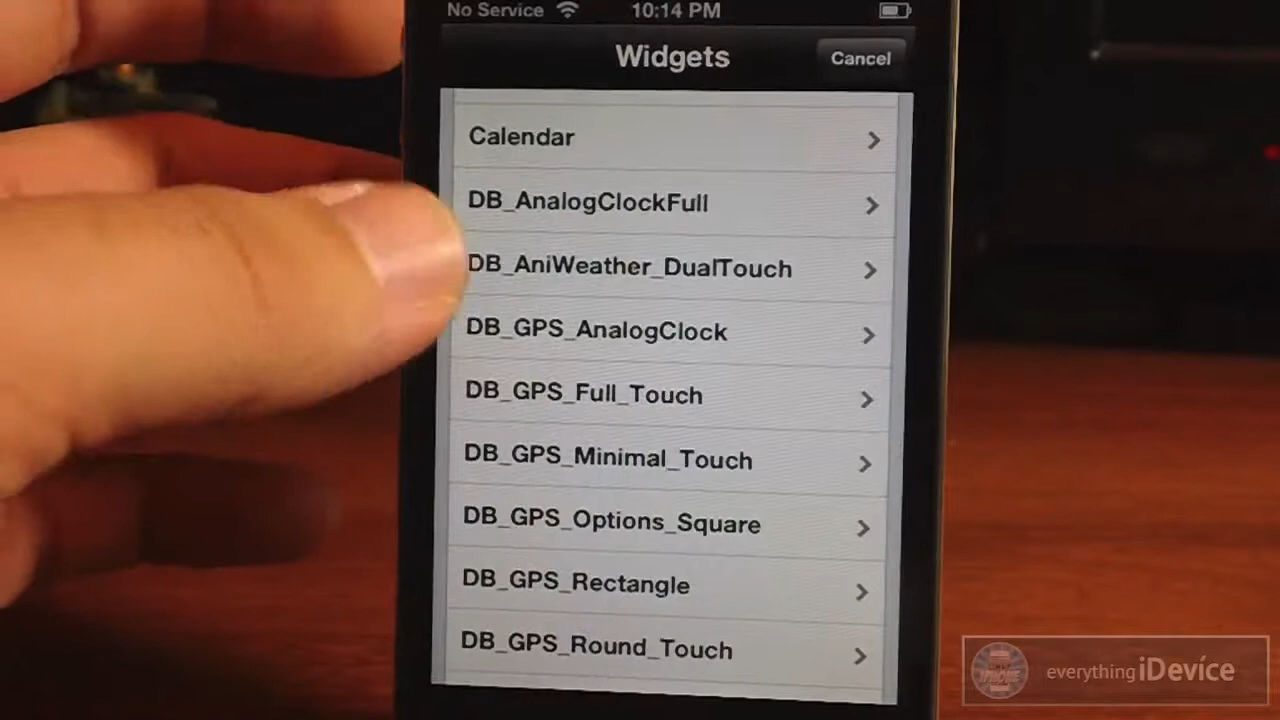 No Service 10:14 PM
Widgets
Cancel
Calendar
DB_AnalogClockFull
DB_AniWeather_DualTouch
DB_GPS_AnalogClock
DB_GPS_Full_Touch
DB_GPS_Minimal_Touch
DB_GPS_Options_Square
DB_GPS_Rectangle
DB_GPS_Round_Touch
everything iDevice